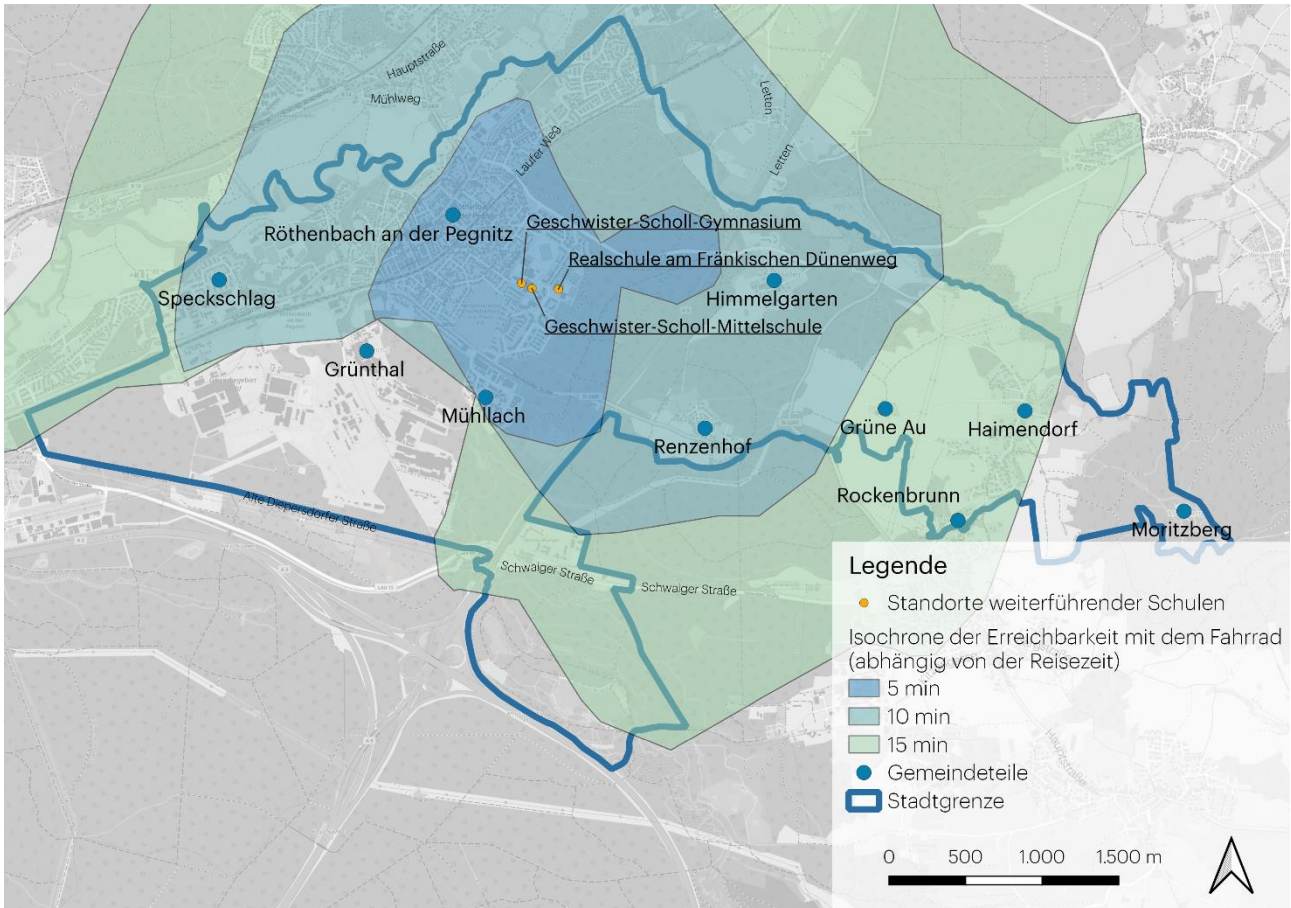 Hauptstraße
Mühlweg
Laufer Weg
Letten
Letten
Geschwister-Scholl-Gymnasium
Röthenbach an der Pegnitz
Realschule am Fränkischen Dünenweg
Speckschlag
Himmelgarten
Geschwister-Scholl-Mittelschule
Grünthal
Mühllach
Grüne Au
Haimendorf
Renzenhof
Rockenbrunn
Alte Diepersdorfer Straße
Moritzberg
Schwaiger Straße
Schwaiger Straße
Legende
Standorte weiterführender Schulen
Isochrone der Erreichbarkeit mit dem Fahrrad
(abhängig von der Reisezeit)
5 min
10 min
15 min
Gemeindeteile
Stadtgrenze
Hauptstraße
0 500 1.000 1.500 m